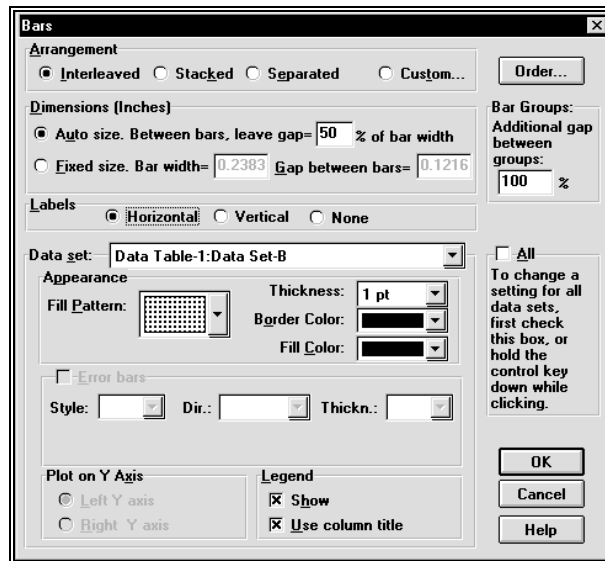 Bars
Arrangement
Interleaved Stacked Separated Custom...
Order...
Dimensions (Inches)
Auto size. Between bars, leave gap= 50 % of bar width
Fixed size. Bar width= 0.2383 Gap between bars= 0.1216
Bar Groups:
Additional gap
between
groups:
100 %
Labels
Horizontal Vertical None
Data set: Data Table-1:Data Set-B
Appearance
Fill Pattern:
Thickness: 1 pt
Border Color:
Fill Color:
All
To change a
setting for all
data sets,
first check
this box, or
hold the
control key
down while
clicking.
Error bars
Style: Dir.: Thickn.:
Plot on Y Axis
Left Y axis
Right Y axis
Legend
Show
Use column title
OK
Cancel
Help